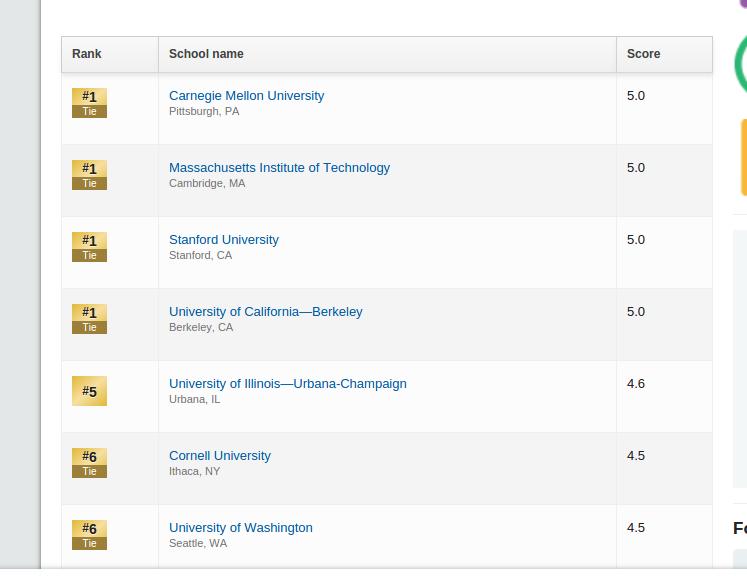 Rank School name Score
#1 Carnegie Mellon University 5.0
Tie Pittsburgh, PA
#1 Massachusetts Institute of Technology 5.0
Tie Cambridge, MA
#1 Stanford University 5.0
Tie Stanford, CA
#1 University of California—Berkeley 5.0
Tie Berkeley, CA
#5 University of Illinois—Urbana-Champaign 4.6
Urbana, IL
#6 Cornell University 4.5
Tie Ithaca, NY
#6 University of Washington 4.5
Tie Seattle, WA